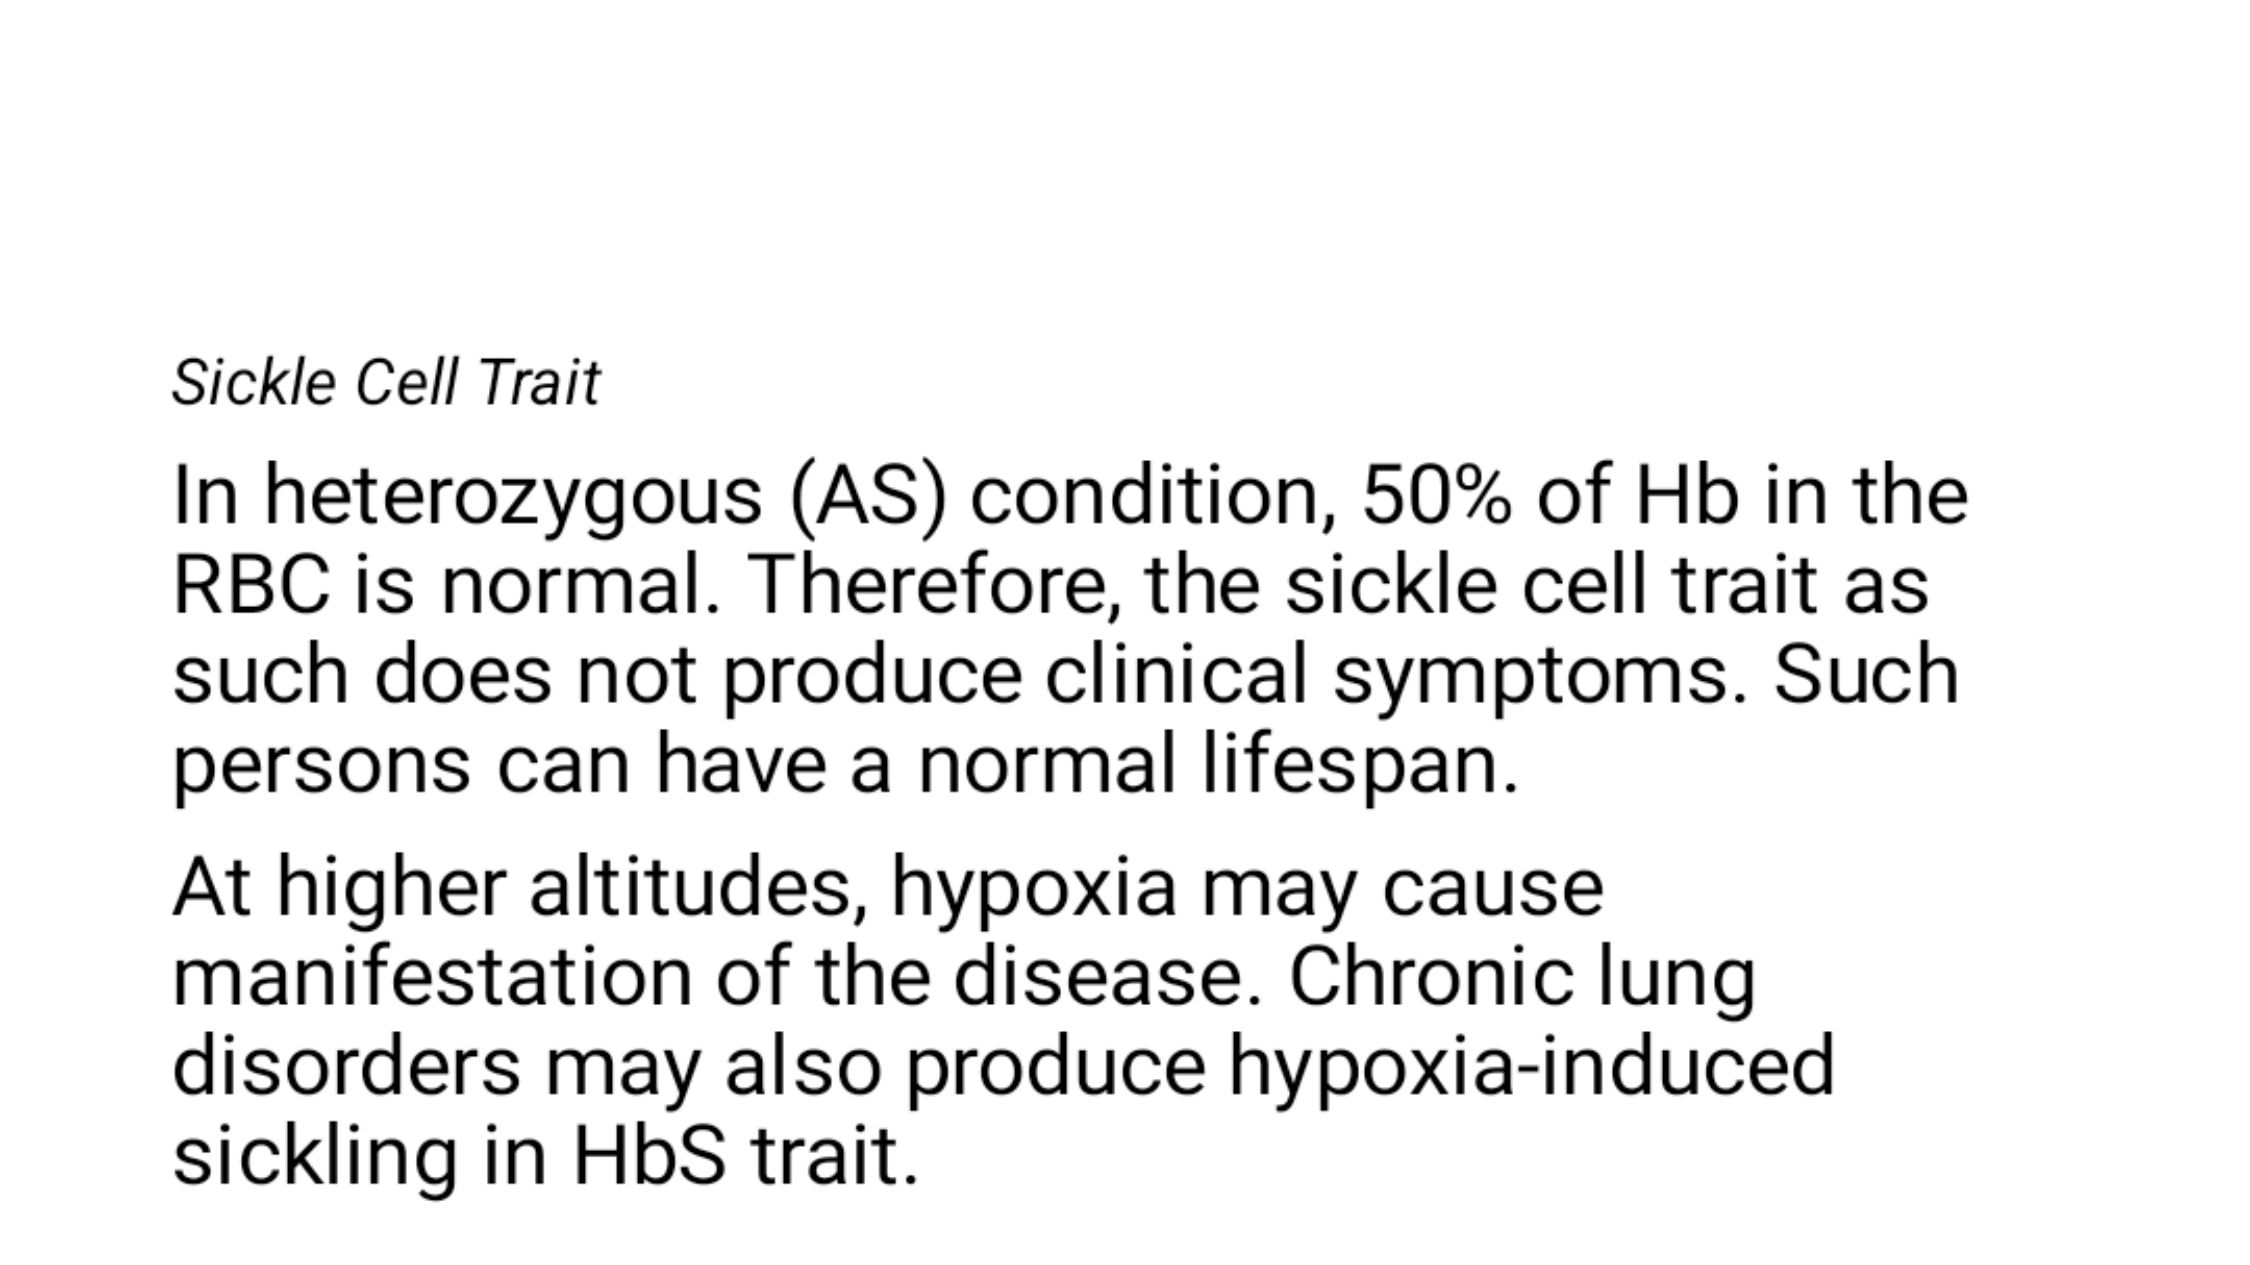 Sickle Cell Trait
In heterozygous (AS) condition, 50% of Hb in the
RBC is normal. Therefore, the sickle cell trait as
such does not produce clinical symptoms. Such
persons can have a normal lifespan.
At higher altitudes, hypoxia may cause
manifestation of the disease. Chronic lung
disorders may also produce hypoxia-induced
sickling in HbS trait.